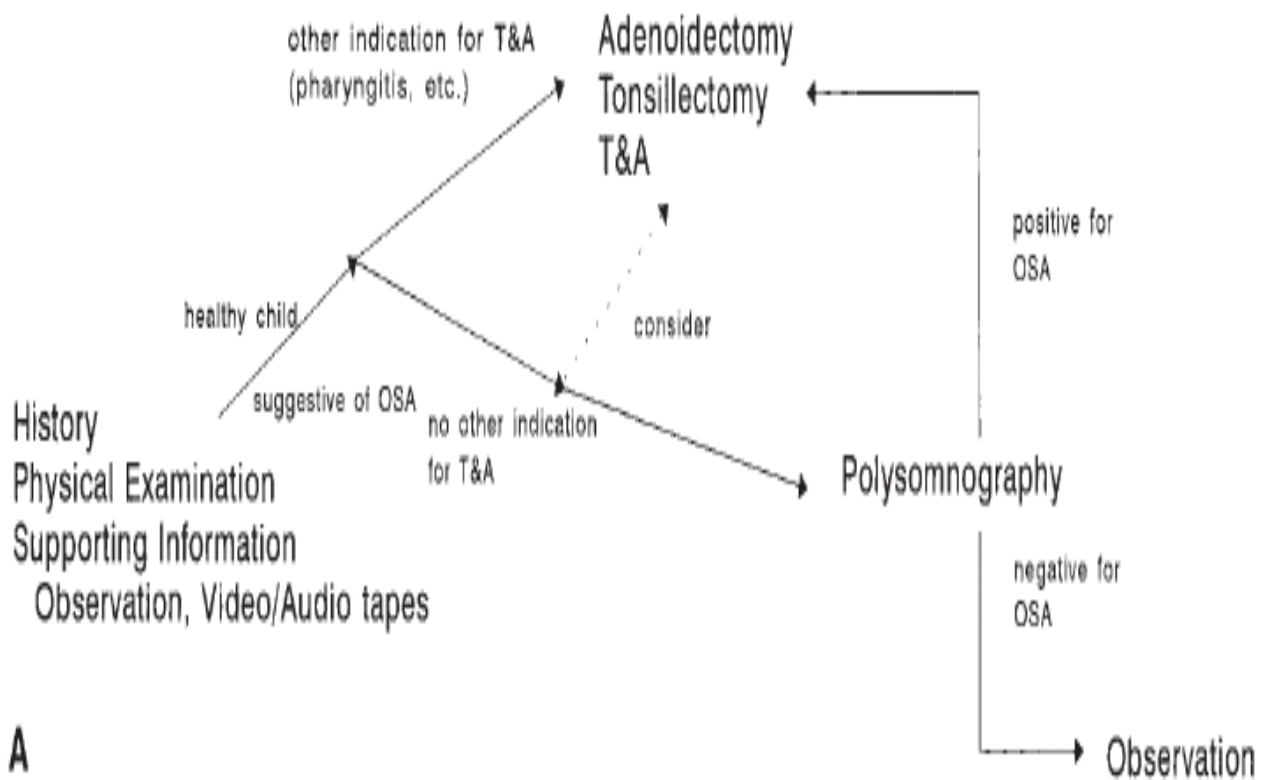 other indication for T&A
(pharyngitis, etc.)
Adenoidectomy
Tonsillectomy
T&A
positive for
OSA
healthy child
consider
suggestive of OSA
no other indication
for T&A
History
Physical Examination
Supporting Information
Observation, Video/Audio tapes
Polysomnography
negative for
OSA
A
Observation